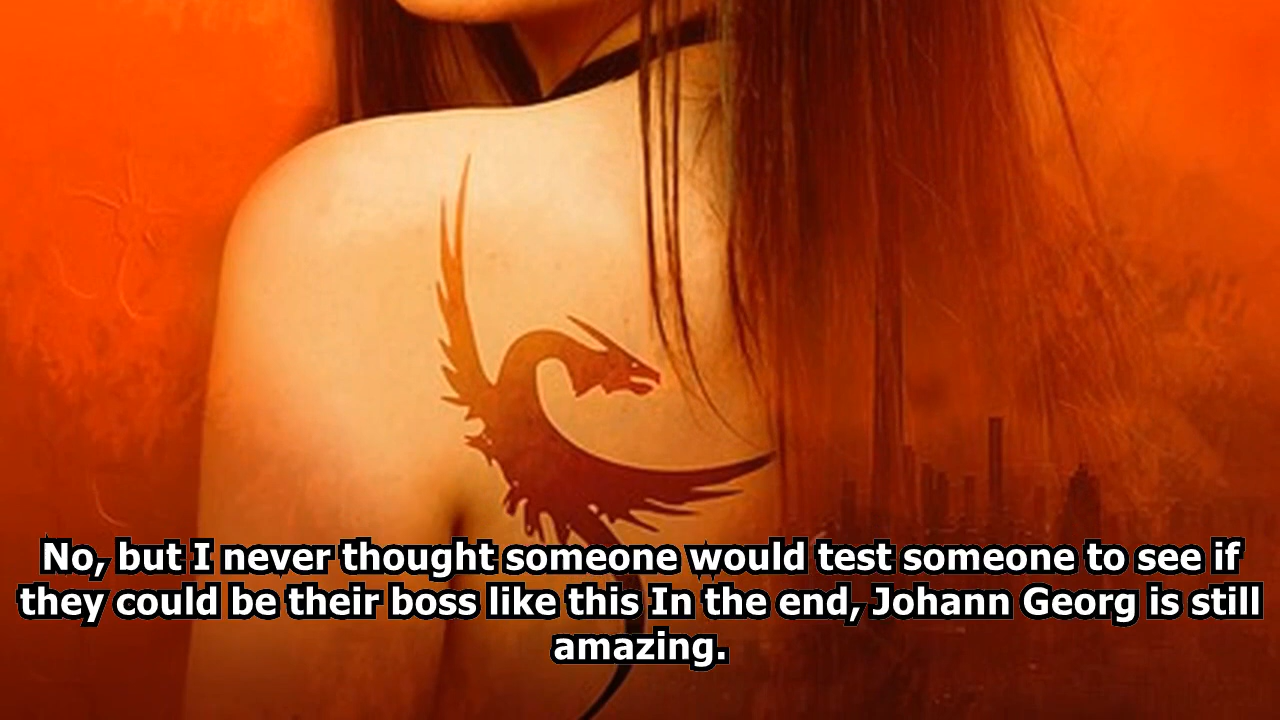 No, but I never thought someone would test someone to see if
they could be their boss like this In the end, Johann Georg is still
amazing.